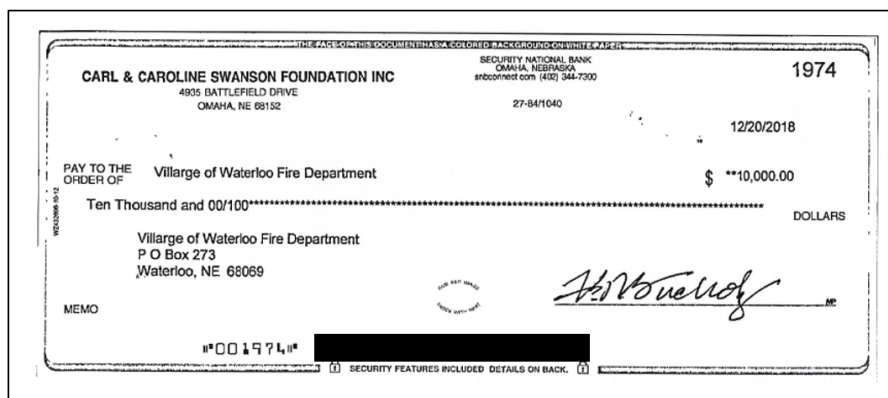 THE FACE OF THIS DOCUMENT HAS A COLORED BACKGROUND ON WHITE PAPER
CARL & CAROLINE SWANSON FOUNDATION INC
4935 BATTLEFIELD DRIVE
OMAHA, NE 68152
SECURITY NATIONAL BANK
OMAHA, NEBRASKA
snbconnect.com (402) 344-7300
27-84/1040
1974
12/20/2018
PAY TO THE
ORDER OF
Villarge of Waterloo Fire Department
$ **10,000.00
Ten Thousand and 00/100**********
DOLLARS
Villarge of Waterloo Fire Department
P O Box 273
Waterloo, NE 68069
MEMO
MP
⑈001974⑈
SECURITY FEATURES INCLUDED DETAILS ON BACK.